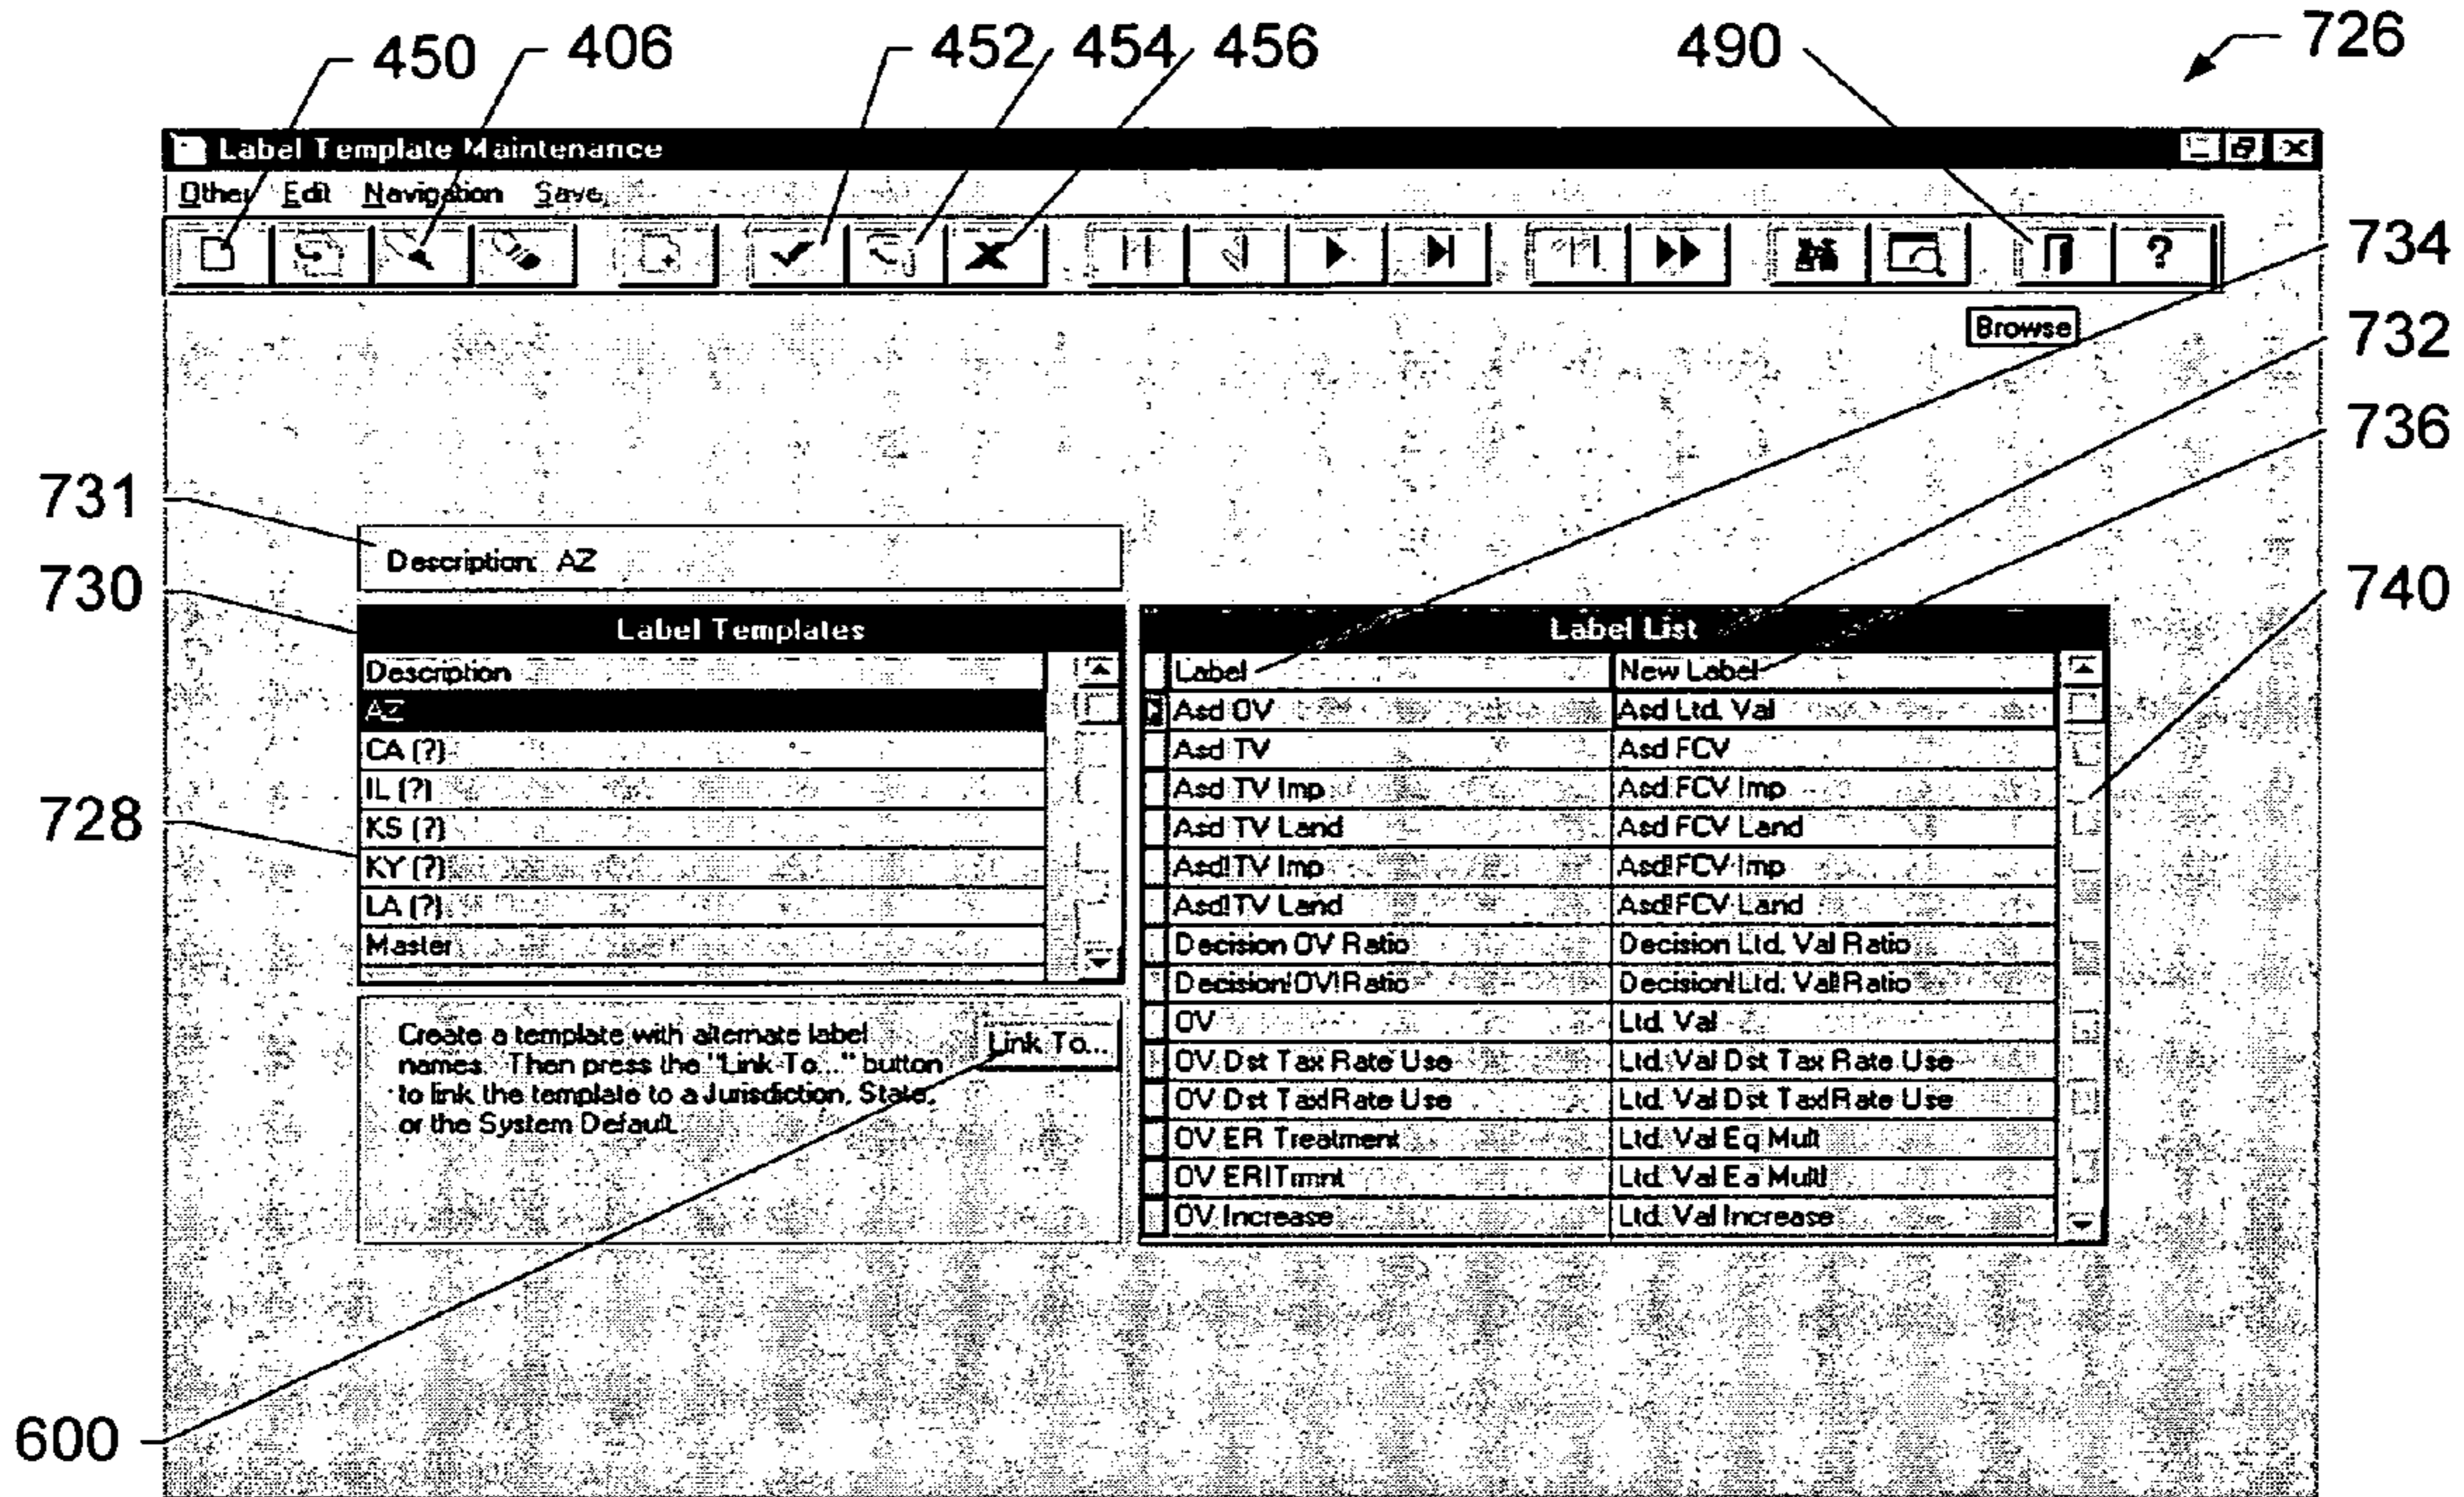 450 406 452 454 456 490 726
Label Template Maintenance
Other Edit Navigation Save
?
734
Browse
732
736
731
Description: AZ
730
740
Label Templates
Description
AZ
CA (?)
IL (?)
KS (?)
728
KY (?)
LA (?)
Master
Label List
Label New Label
Asd OV Asd Ltd. Val
Asd TV Asd FCV
Asd TV Imp Asd FCV Imp
Asd TV Land Asd FCV Land
Asd!TV Imp Asd!FCV Imp
Asd!TV Land Asd!FCV Land
Decision OV Ratio Decision Ltd. Val Ratio
Decision!OV!Ratio Decision!Ltd. Val!Ratio
OV Ltd. Val
OV Dst Tax Rate Use Ltd. Val Dst Tax Rate Use
OV Dst Tax!Rate Use Ltd. Val Dst Tax!Rate Use
OV ER Treatment Ltd. Val Eq Mult
OV ER!Tmnt Ltd. Val Eq Mult!
OV Increase Ltd. Val Increase
Create a template with alternate label
names. Then press the "Link To..." button
to link the template to a Jurisdiction, State,
or the System Default.
Link To...
600